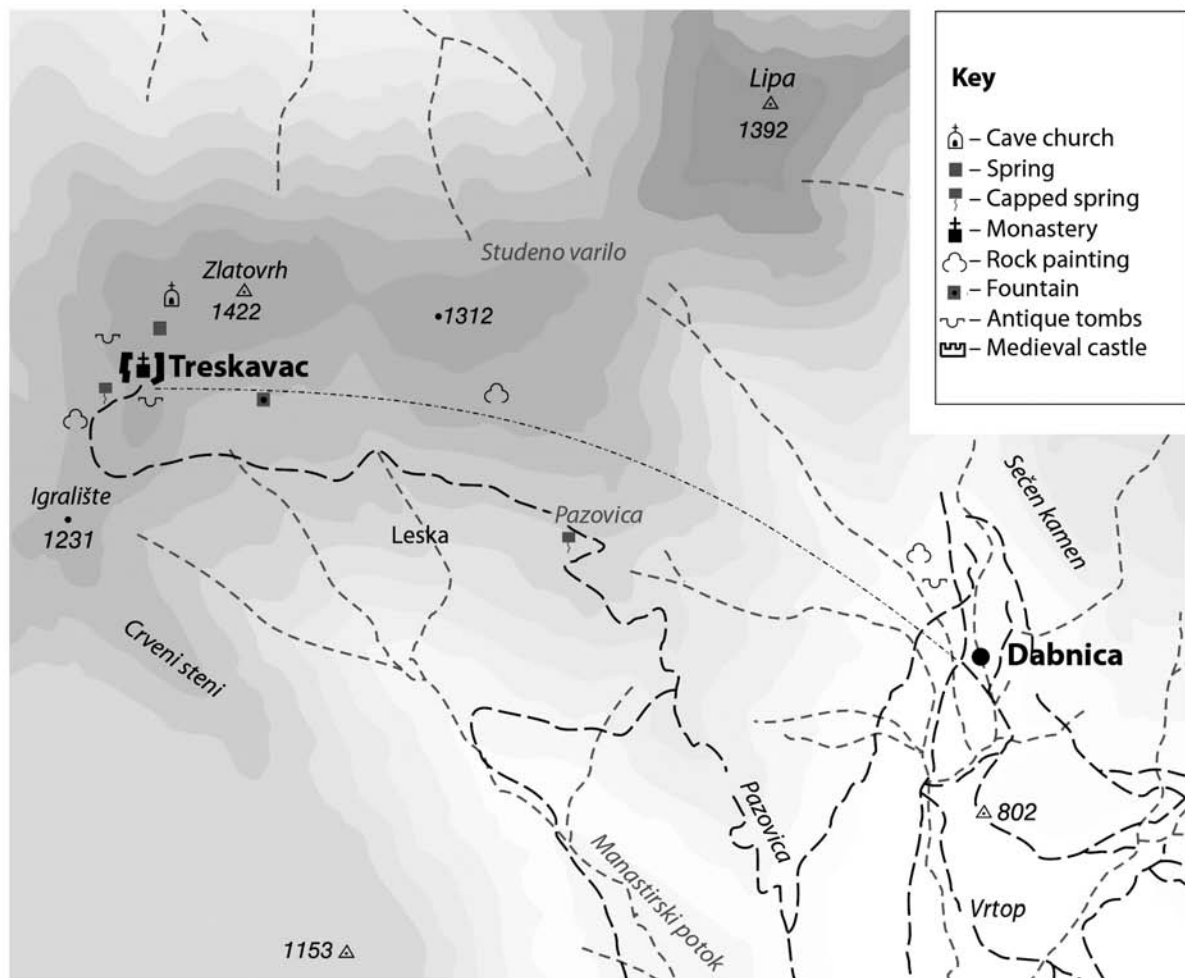 Lipa
1392
Key
– Cave church
– Spring
– Capped spring
– Monastery
– Rock painting
– Fountain
– Antique tombs
– Medieval castle
Studeno varilo
Zlatovrh
1422
1312
Treskavac
Igralište
1231
Leska
Pazovica
Sečen kamen
Crveni steni
Dabnica
Pazovica
802
Manastirski potok
Vrtop
1153